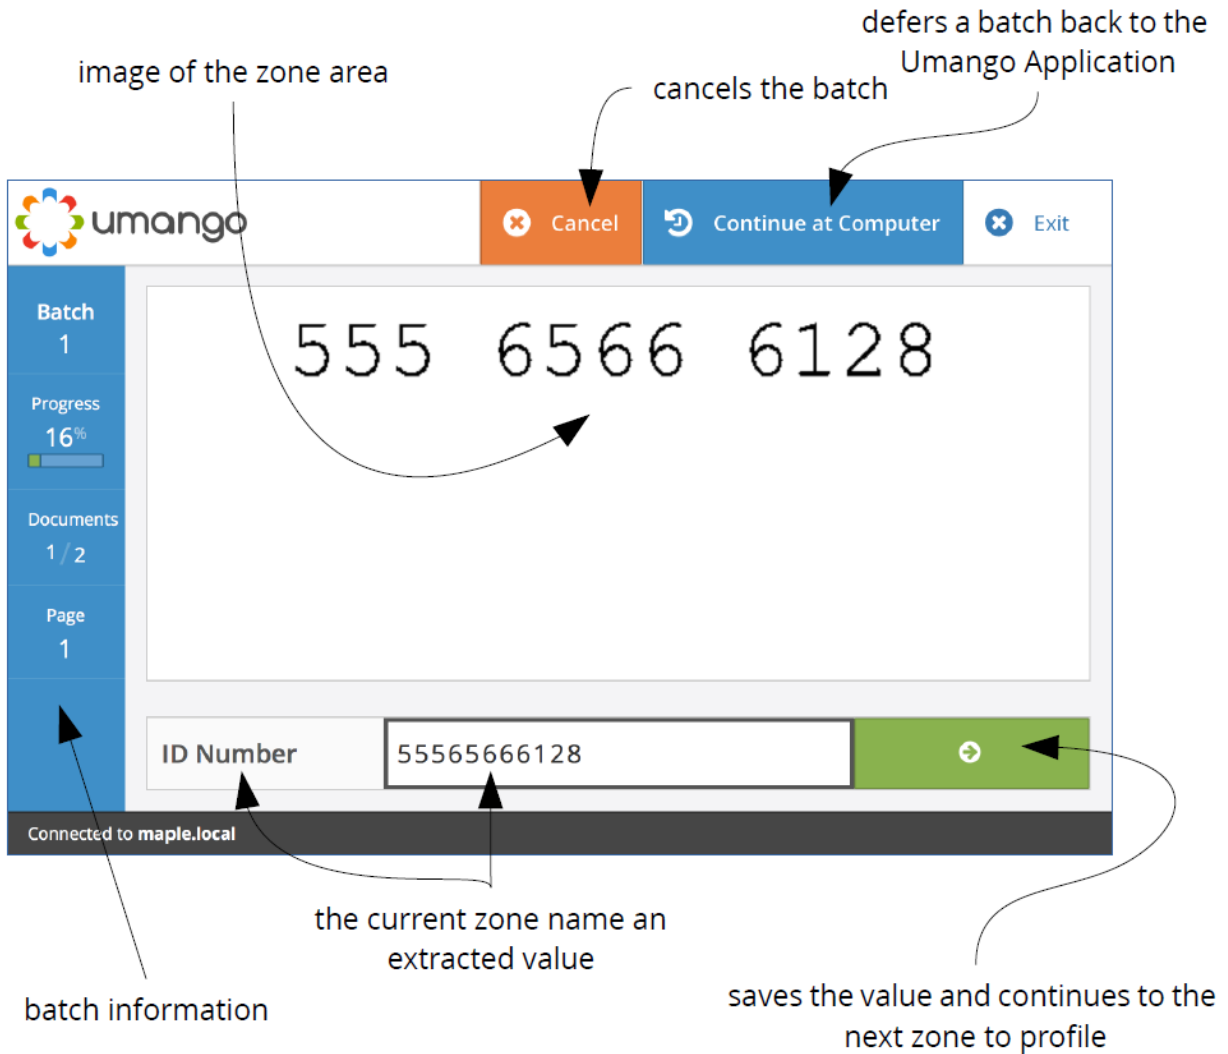 defers a batch back to the
Umango Application
image of the zone area
cancels the batch
umango
Cancel
Continue at Computer
Exit
Batch
1
Progress
16%
Documents
1/2
Page
1
555 6566 6128
ID Number
55565666128
Connected to maple.local
the current zone name an
extracted value
batch information
saves the value and continues to the
next zone to profile